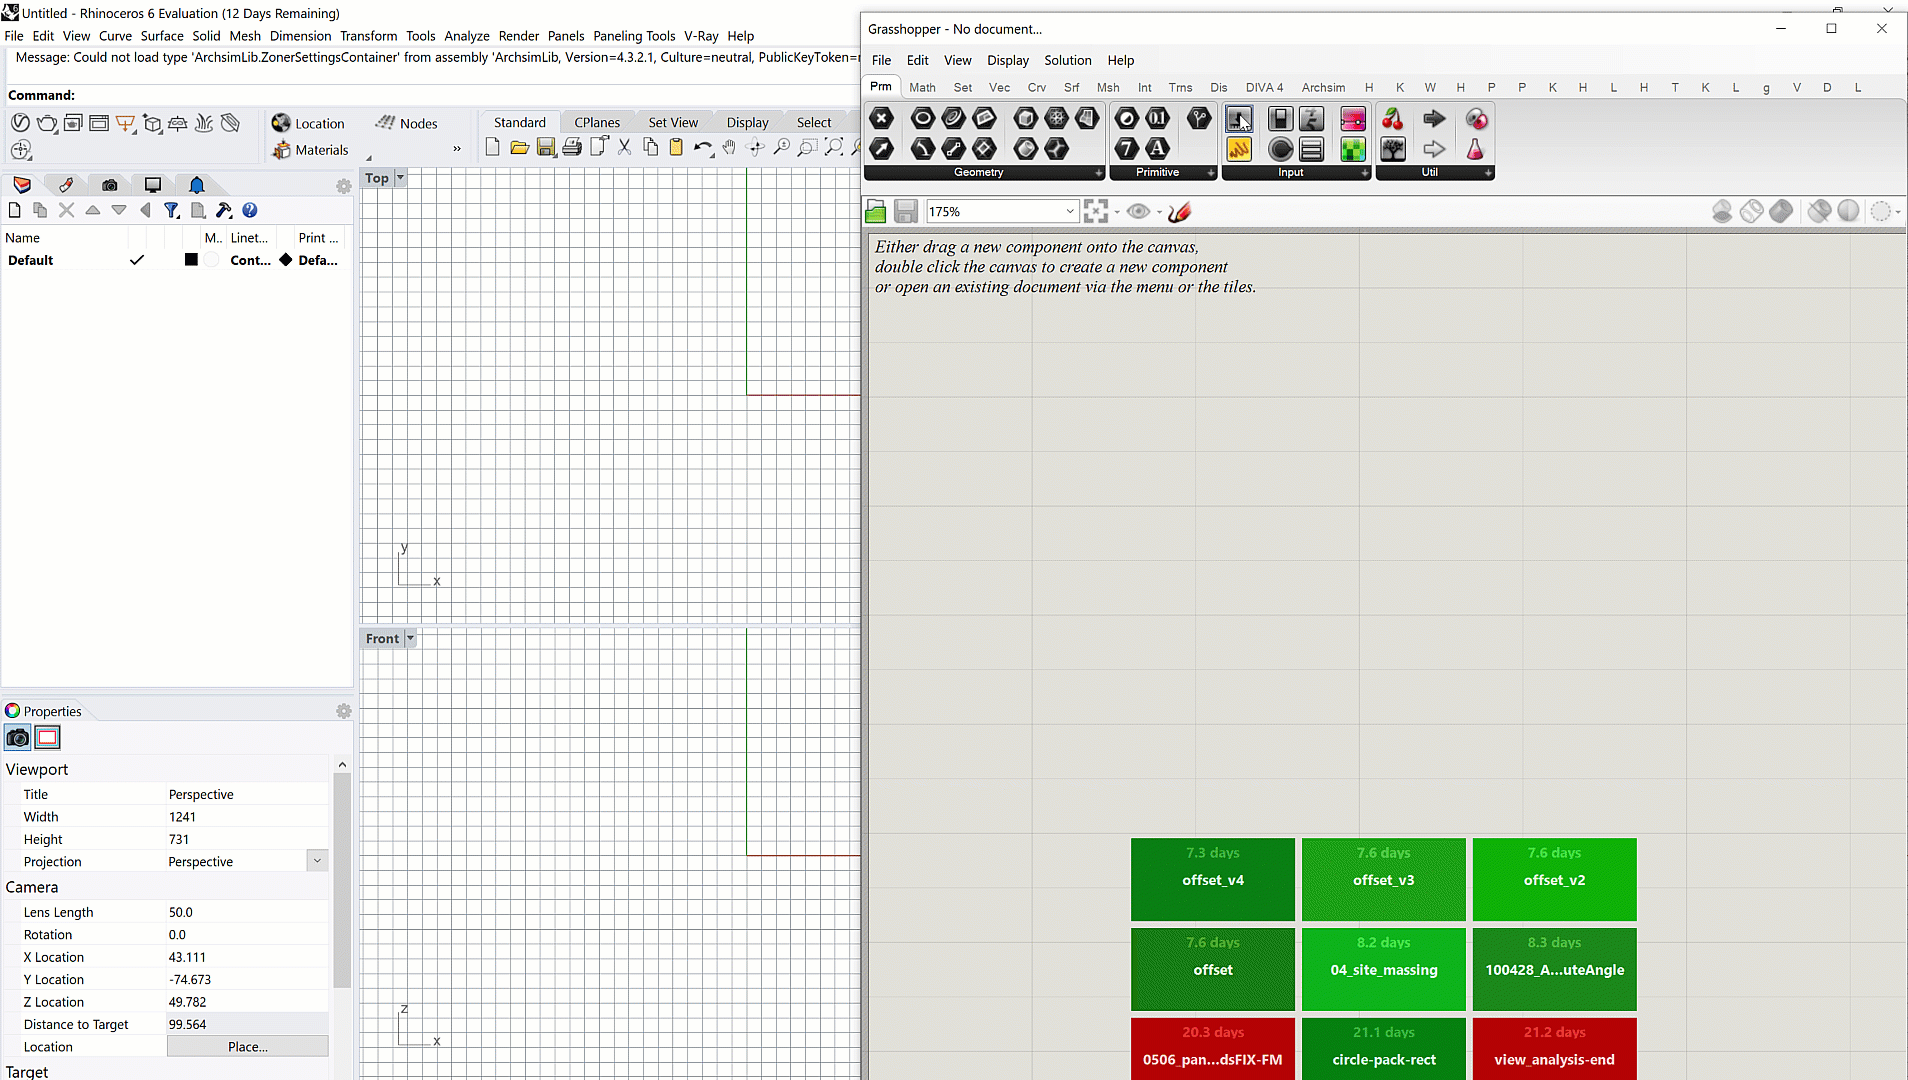 Untitled - Rhinoceros 6 Evaluation (12 Days Remaining)
File Edit View Curve Surface Solid Mesh Dimension Transform Tools Analyze Render Panels Paneling Tools V-Ray Help
Message: Could not load type 'ArchsimLib.ZonerSettingsContainer' from assembly 'ArchsimLib, Version=4.3.2.1, Culture=neutral, PublicKeyToken=
Command:
Location Nodes
Materials »
Standard CPlanes Set View Display Select
Name M.. Linet... Print ...
Default Cont... Defa...
Top
y
x
Front
z
x
Properties
Viewport
Title Perspective
Width 1241
Height 731
Projection Perspective
Camera
Lens Length 50.0
Rotation 0.0
X Location 43.111
Y Location -74.673
Z Location 49.782
Distance to Target 99.564
Location Place...
Target
Grasshopper - No document...
File Edit View Display Solution Help
Prm Math Set Vec Crv Srf Msh Int Trns Dis DIVA 4 Archsim H K W H P P K H L H T K L g V D L
Geometry Primitive Input Util
175%
Either drag a new component onto the canvas,
double click the canvas to create a new component
or open an existing document via the menu or the tiles.
7.3 days 7.6 days 7.6 days
offset_v4 offset_v3 offset_v2
7.6 days 8.2 days 8.3 days
offset 04_site_massing 100428_A...uteAngle
20.3 days 21.1 days 21.2 days
0506_pan...dsFIX-FM circle-pack-rect view_analysis-end